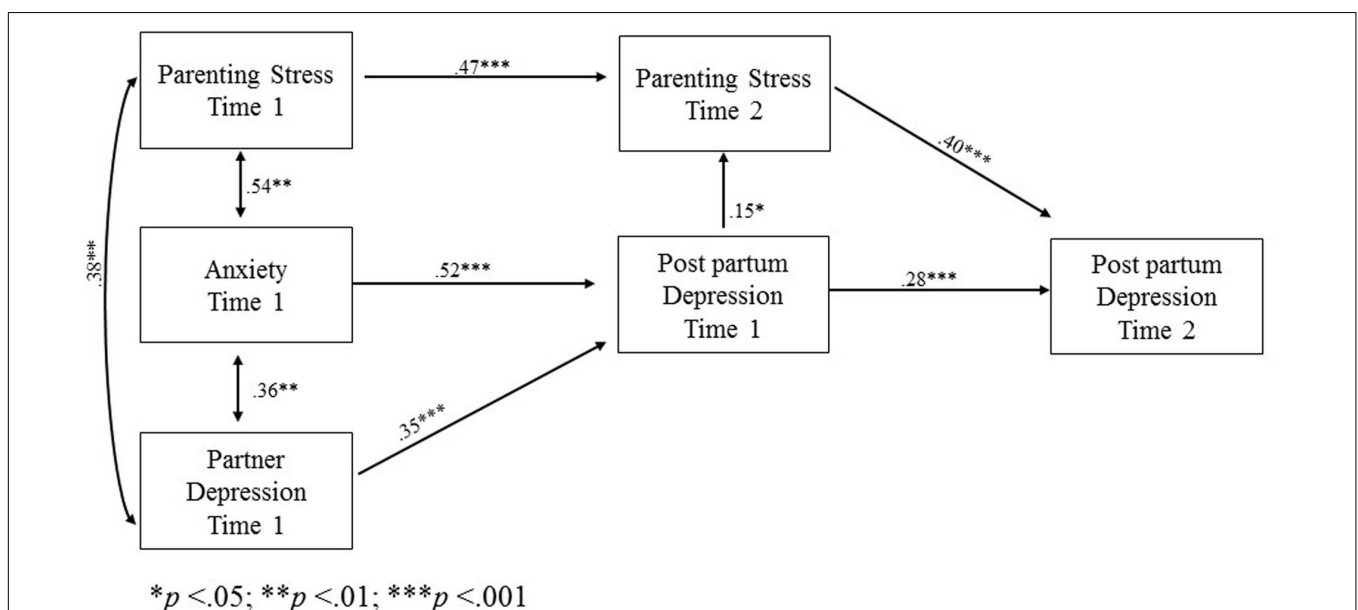 Parenting Stress
Time 1
.47***
Parenting Stress
Time 2
.40***
.54**
.15*
.38**
Anxiety
Time 1
.52***
Post partum
Depression
Time 1
.28***
Post partum
Depression
Time 2
.36**
.35***
Partner
Depression
Time 1
*p <.05; **p <.01; ***p <.001